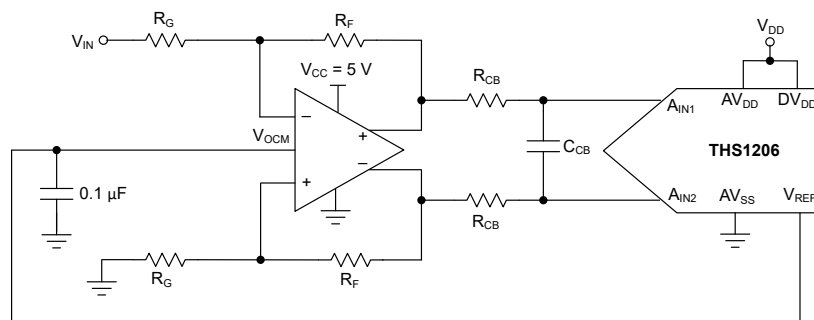 R_G
R_F
V_IN
V_CC = 5 V
V_DD
R_CB
AV_DD
DV_DD
A_IN1
−
V_OCM
+
−
C_CB
THS1206
+
0.1 µF
A_IN2
AV_SS
V_REF
R_CB
R_G
R_F